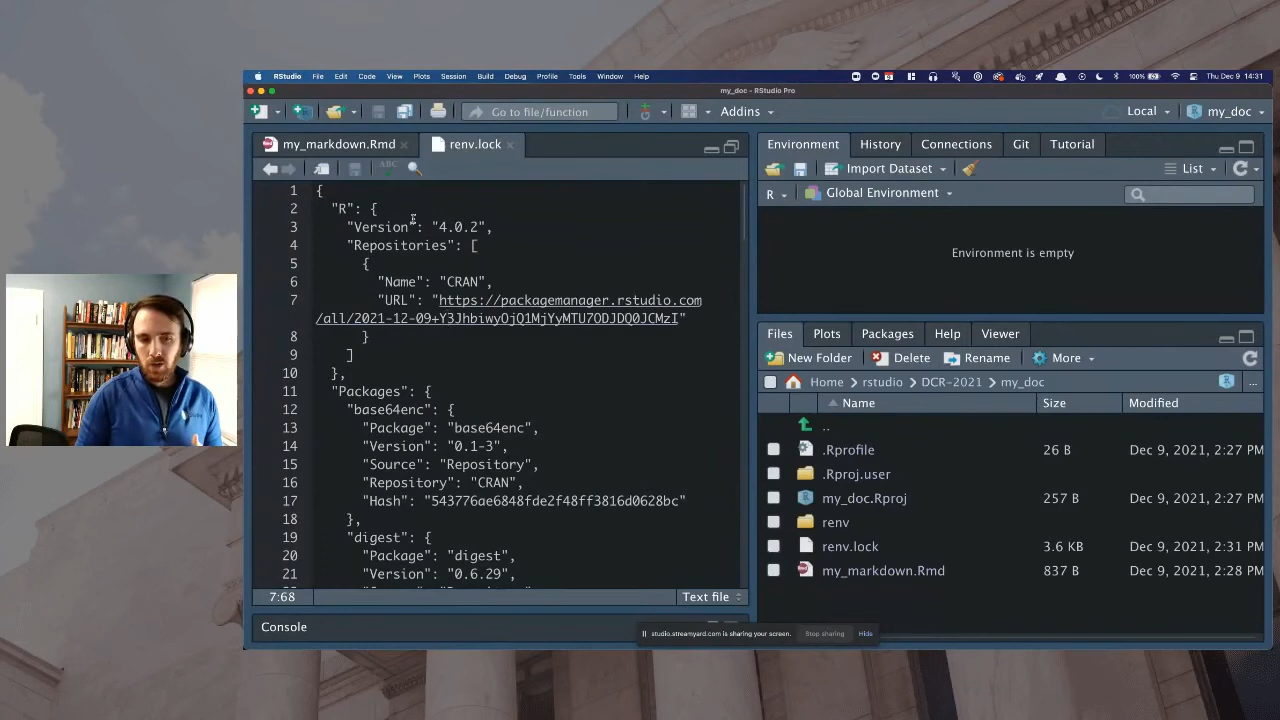 RStudio File Edit Code View Plots Session Build Debug Profile Tools Window Help 100% Thu Dec 9 14:31
my_doc - RStudio Pro
Go to file/function Addins Local my_doc
my_markdown.Rmd renv.lock
ABC
1 {
2 "R": {
3 "Version": "4.0.2",
4 "Repositories": [
5 {
6 "Name": "CRAN",
7 "URL": "https://packagemanager.rstudio.com
/all/2021-12-09+Y3JhbiwyOjQ1MjYyMTU7ODJDQ0JCMzI"
8 }
9 ]
10 },
11 "Packages": {
12 "base64enc": {
13 "Package": "base64enc",
14 "Version": "0.1-3",
15 "Source": "Repository",
16 "Repository": "CRAN",
17 "Hash": "543776ae6848fde2f48ff3816d0628bc"
18 },
19 "digest": {
20 "Package": "digest",
21 "Version": "0.6.29",
7:68 Text file
Console
Environment History Connections Git Tutorial
Import Dataset List
R Global Environment
Environment is empty
Files Plots Packages Help Viewer
New Folder Delete Rename More
Home rstudio DCR-2021 my_doc ...
Name Size Modified
..
.Rprofile 26 B Dec 9, 2021, 2:27 PM
.Rproj.user
my_doc.Rproj 257 B Dec 9, 2021, 2:27 PM
renv
renv.lock 3.6 KB Dec 9, 2021, 2:31 PM
my_markdown.Rmd 837 B Dec 9, 2021, 2:28 PM
studio.streamyard.com is sharing your screen. Stop sharing Hide